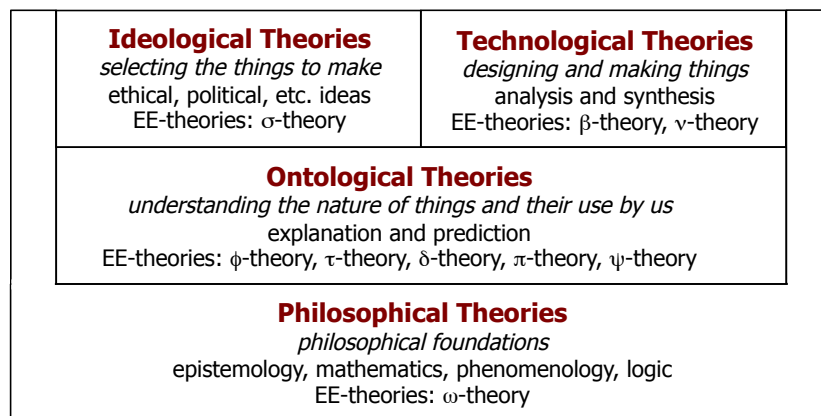 Ideological Theories
selecting the things to make
ethical, political, etc. ideas
EE-theories: σ-theory
Technological Theories
designing and making things
analysis and synthesis
EE-theories: β-theory, ν-theory
Ontological Theories
understanding the nature of things and their use by us
explanation and prediction
EE-theories: ϕ-theory, τ-theory, δ-theory, π-theory, ψ-theory
Philosophical Theories
philosophical foundations
epistemology, mathematics, phenomenology, logic
EE-theories: ω-theory